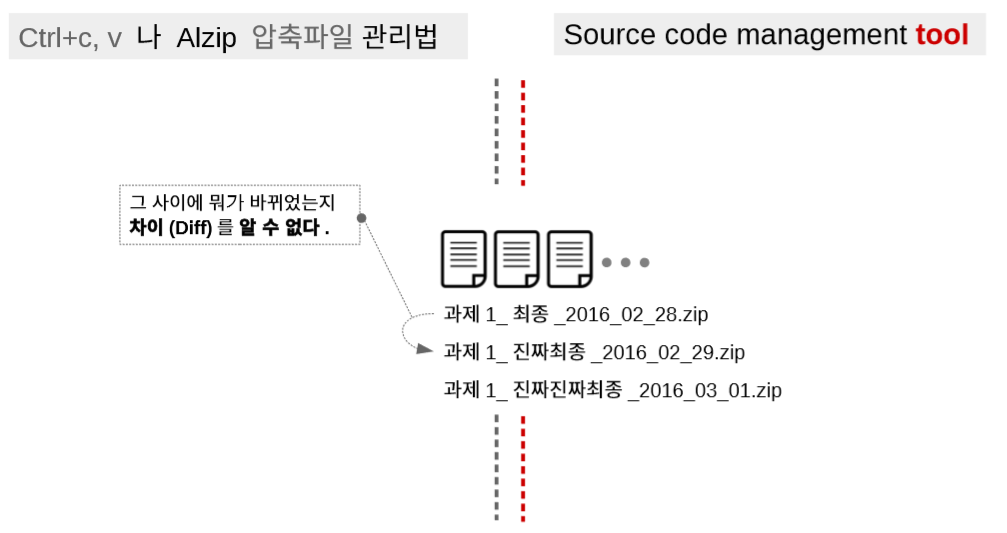 Ctrl+c, v 나 Alzip 압축파일 관리법
Source code management tool
그 사이에 뭐가 바뀌었는지
차이 (Diff) 를 알 수 없다 .
과제 1_ 최종 _2016_02_28.zip
과제 1_ 진짜최종 _2016_02_29.zip
과제 1_ 진짜진짜최종 _2016_03_01.zip